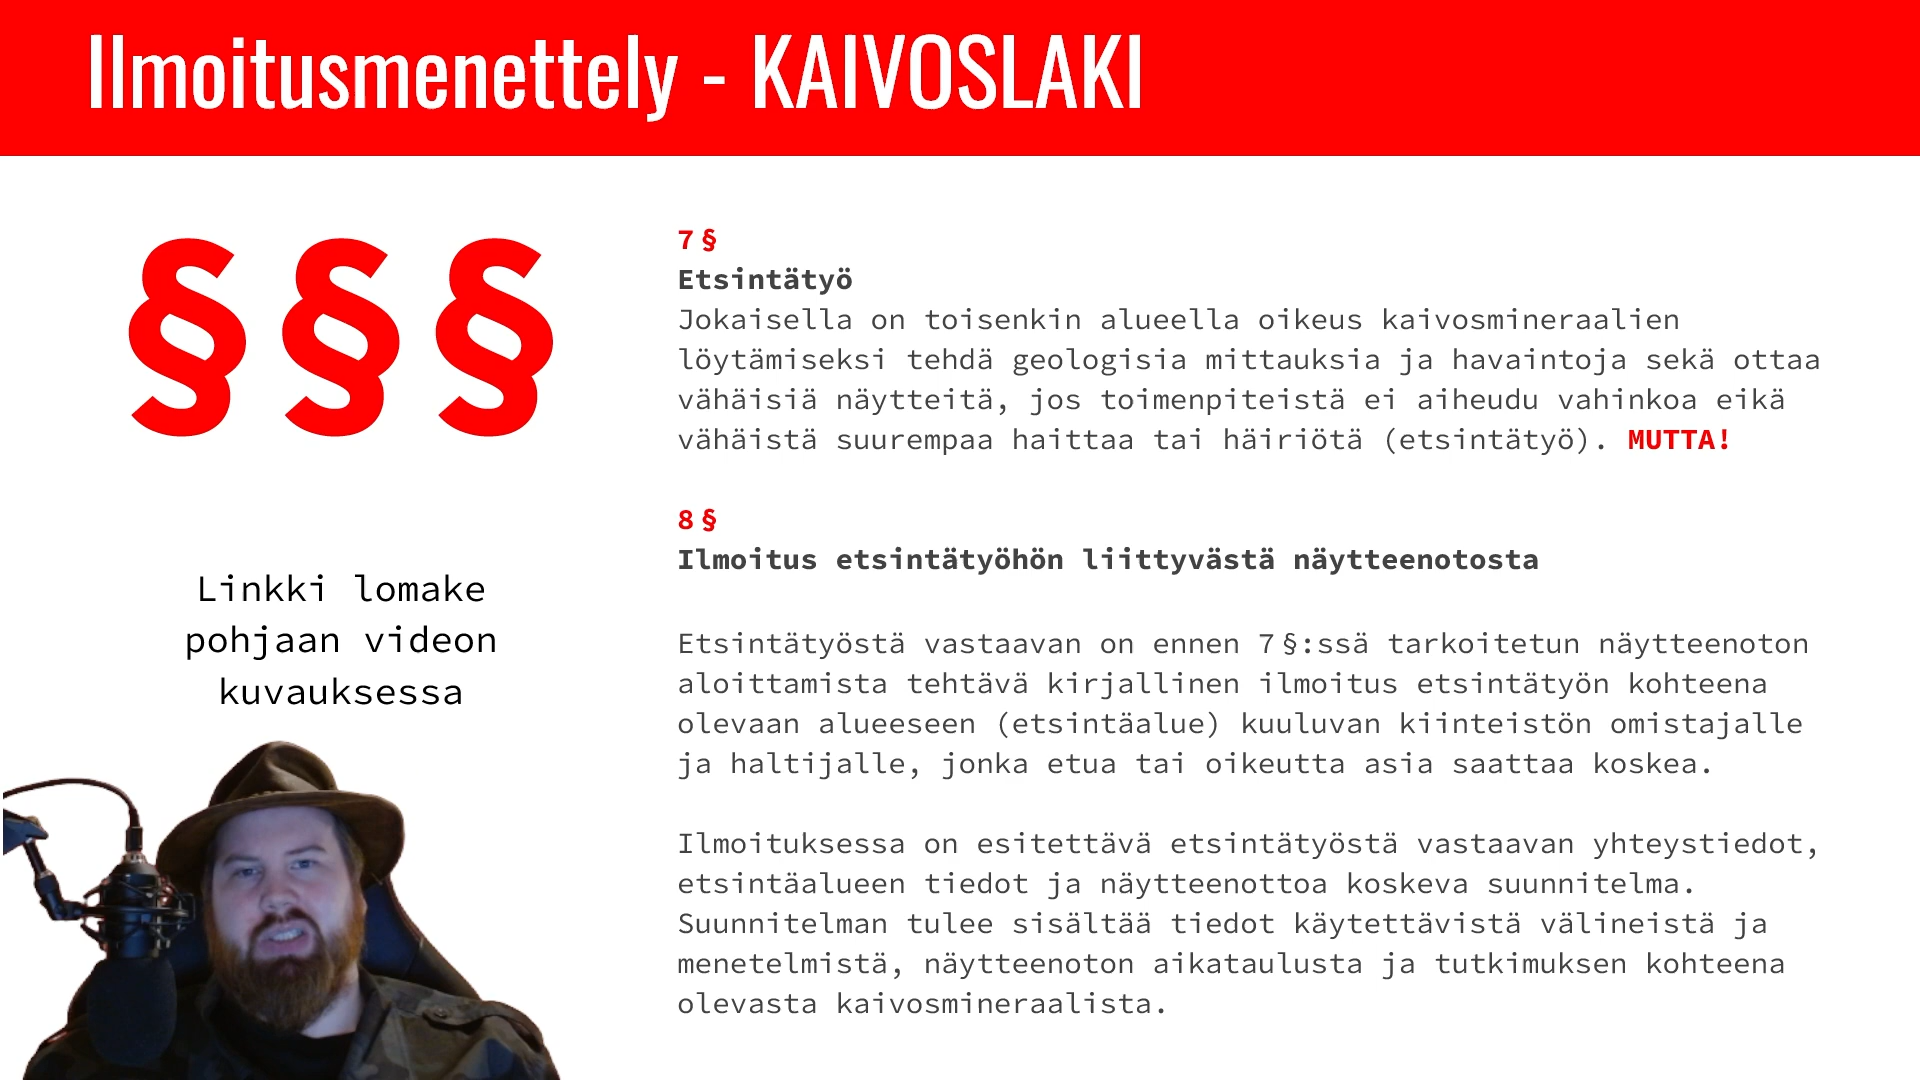 Ilmoitusmenettely - KAIVOSLAKI
§§§
Linkki lomake
pohjaan videon
kuvauksessa
7 §
Etsintätyö
Jokaisella on toisenkin alueella oikeus kaivosmineraalien
löytämiseksi tehdä geologisia mittauksia ja havaintoja sekä ottaa
vähäisiä näytteitä, jos toimenpiteistä ei aiheudu vahinkoa eikä
vähäistä suurempaa haittaa tai häiriötä (etsintätyö). MUTTA!
8 §
Ilmoitus etsintätyöhön liittyvästä näytteenotosta
Etsintätyöstä vastaavan on ennen 7 §:ssä tarkoitetun näytteenoton
aloittamista tehtävä kirjallinen ilmoitus etsintätyön kohteena
olevaan alueeseen (etsintäalue) kuuluvan kiinteistön omistajalle
ja haltijalle, jonka etua tai oikeutta asia saattaa koskea.
Ilmoituksessa on esitettävä etsintätyöstä vastaavan yhteystiedot,
etsintäalueen tiedot ja näytteenottoa koskeva suunnitelma.
Suunnitelman tulee sisältää tiedot käytettävistä välineistä ja
menetelmistä, näytteenoton aikataulusta ja tutkimuksen kohteena
olevasta kaivosmineraalista.